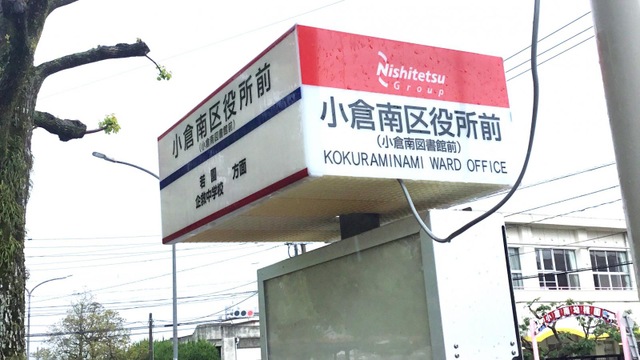 小倉南区役所前
(小倉南図書館前)
若園 方面
企救中学校
Nishitetsu
Group
小倉南区役所前
(小倉南図書館前)
KOKURAMINAMI WARD OFFICE